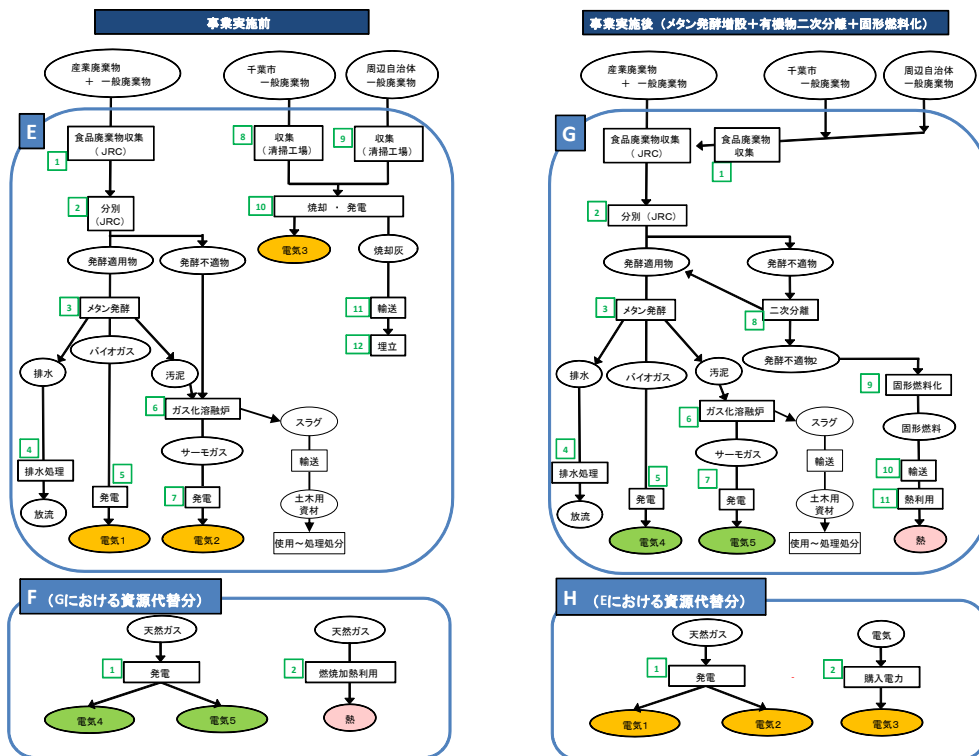 事業実施前
産業廃棄物
＋ 一般廃棄物
千葉市
一般廃棄物
周辺自治体
一般廃棄物
E
食品廃棄物収集
（JRC）
1
8
収集
（清掃工場）
9
収集
（清掃工場）
2
分別
（JRC）
10
焼却 ・ 発電
発酵適用物
発酵不適物
電気3
焼却灰
3
メタン発酵
11
輸送
12
埋立
排水
バイオガス
汚泥
6
ガス化溶融炉
スラグ
4
排水処理
サーモガス
輸送
5
発電
7
発電
土木用
資材
放流
電気1
電気2
使用～処理処分
事業実施後（メタン発酵増設＋有機物二次分離＋固形燃料化）
産業廃棄物
＋ 一般廃棄物
千葉市
一般廃棄物
周辺自治体
一般廃棄物
G
食品廃棄物収集
（JRC）
食品廃棄物
収集
1
2
分別（JRC）
発酵適用物
発酵不適物
3
メタン発酵
二次分離
8
発酵不適物2
排水
バイオガス
汚泥
9
固形燃料化
6
ガス化溶融炉
スラグ
固形燃料
4
排水処理
サーモガス
輸送
10
輸送
5
発電
7
発電
土木用
資材
11
熱利用
放流
電気4
電気5
使用～処理処分
熱
F （Gにおける資源代替分）
天然ガス
天然ガス
1
発電
2
燃焼加熱利用
電気4
電気5
熱
H （Eにおける資源代替分）
天然ガス
電気
1
発電
2
購入電力
電気1
電気2
電気3